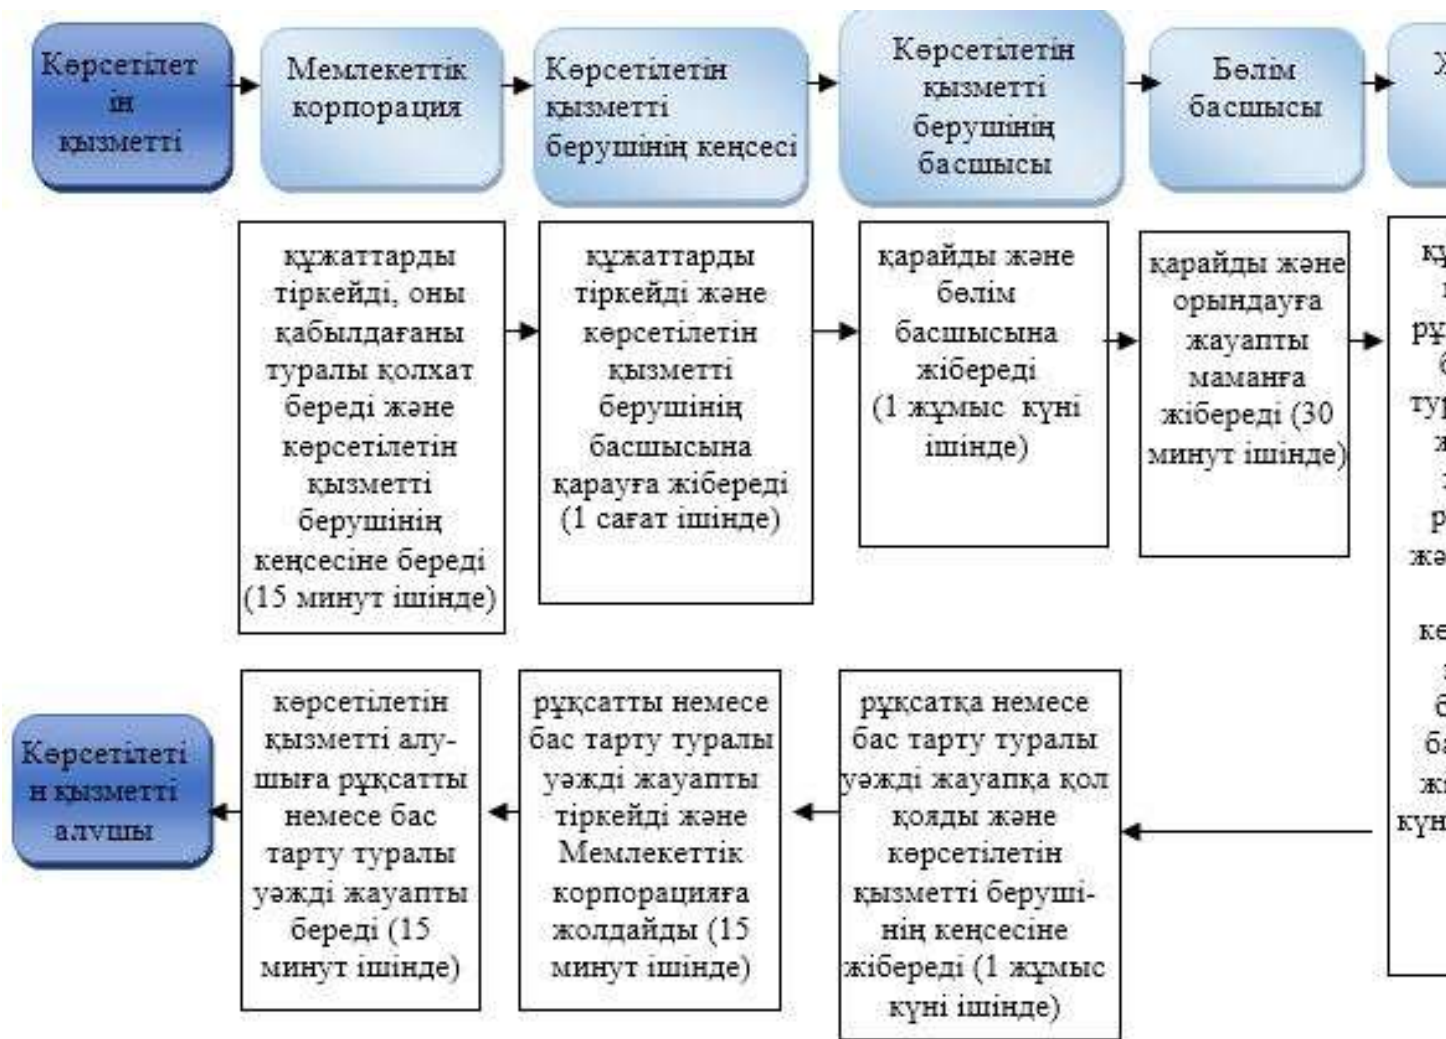 Көрсетілет
ін
қызметті
Мемлекеттік
корпорация
Көрсетілетін
қызметті
берушінің кеңсесі
Көрсетілетін
қызметті
берушінің
басшысы
Бөлім
басшысы
құжаттарды
тіркейді, оны
қабылдағаны
туралы қолхат
береді және
көрсетілетін
қызметті
берушінің
кеңсесіне береді
(15 минут ішінде)
құжаттарды
тіркейді және
көрсетілетін
қызметті
берушінің
басшысына
қарауға жібереді
(1 сағат ішінде)
қарайды және
бөлім
басшысына
жібереді
(1 жұмыс күні
ішінде)
қарайды және
орындауға
жауапты
маманға
жібереді (30
минут ішінде)
Көрсетілеті
н қызметті
алушы
көрсетілетін
қызметті алу-
шыға рұқсатты
немесе бас
тарту туралы
уәжді жауапты
береді (15
минут ішінде)
рұқсатты немесе
бас тарту туралы
уәжді жауапты
тіркейді және
Мемлекеттік
корпорацияға
жолдайды (15
минут ішінде)
рұқсатқа немесе
бас тарту туралы
уәжді жауапқа қол
қояды және
көрсетілетін
қызметті беруші-
нің кеңсесіне
жібереді (1 жұмыс
күні ішінде)